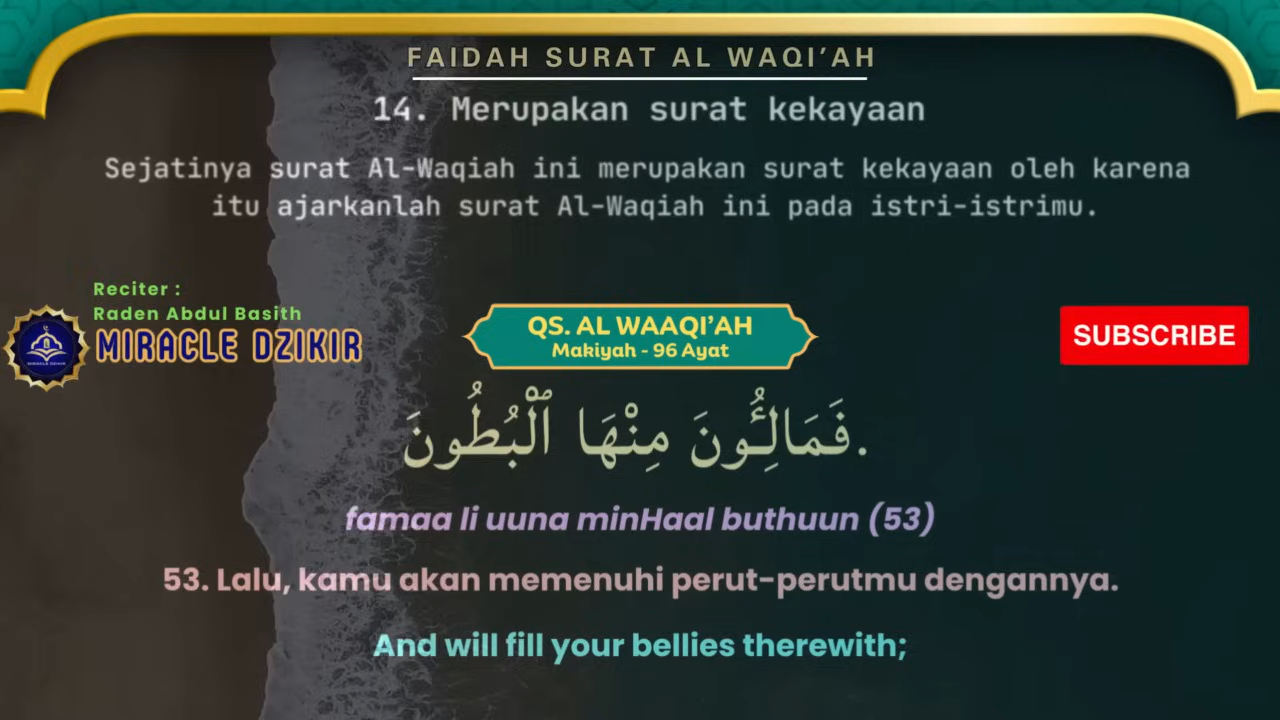 FAIDAH SURAT AL WAQI’AH
14. Merupakan surat kekayaan
Sejatinya surat Al-Waqiah ini merupakan surat kekayaan oleh karena
itu ajarkanlah surat Al-Waqiah ini pada istri-istrimu.
Reciter :
Raden Abdul Basith
MIRACLE DZIKIR
MIRACLE DZIKIR
QS. AL WAAQI’AH
Makiyah - 96 Ayat
SUBSCRIBE
فَمَالِـُٔونَ مِنْهَا ٱلْبُطُونَ.
famaa li uuna minHaal buthuun (53)
53. Lalu, kamu akan memenuhi perut-perutmu dengannya.
And will fill your bellies therewith;